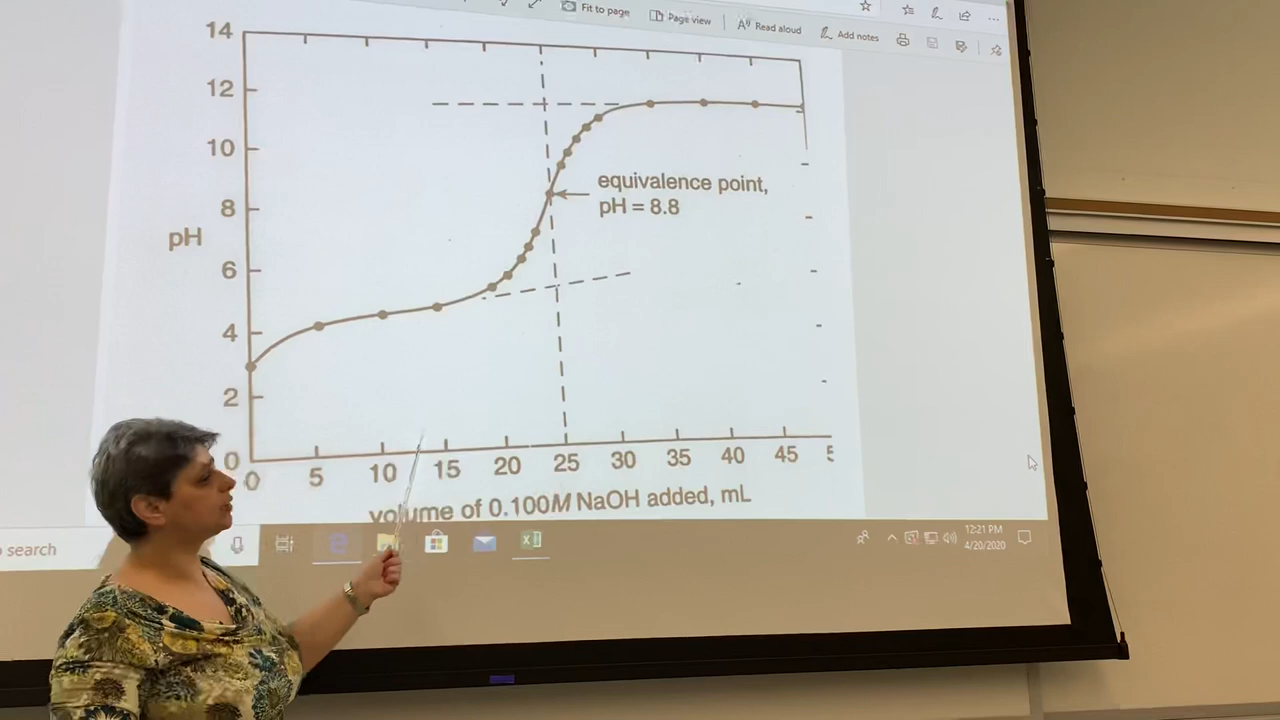 Fit to page
Page view
Read aloud
Add notes
14
12
10
8
6
4
2
0
pH
equivalence point,
pH = 8.8
0 5 10 15 20 25 30 35 40 45
volume of 0.100M NaOH added, mL
search
12:21 PM
4/20/2020